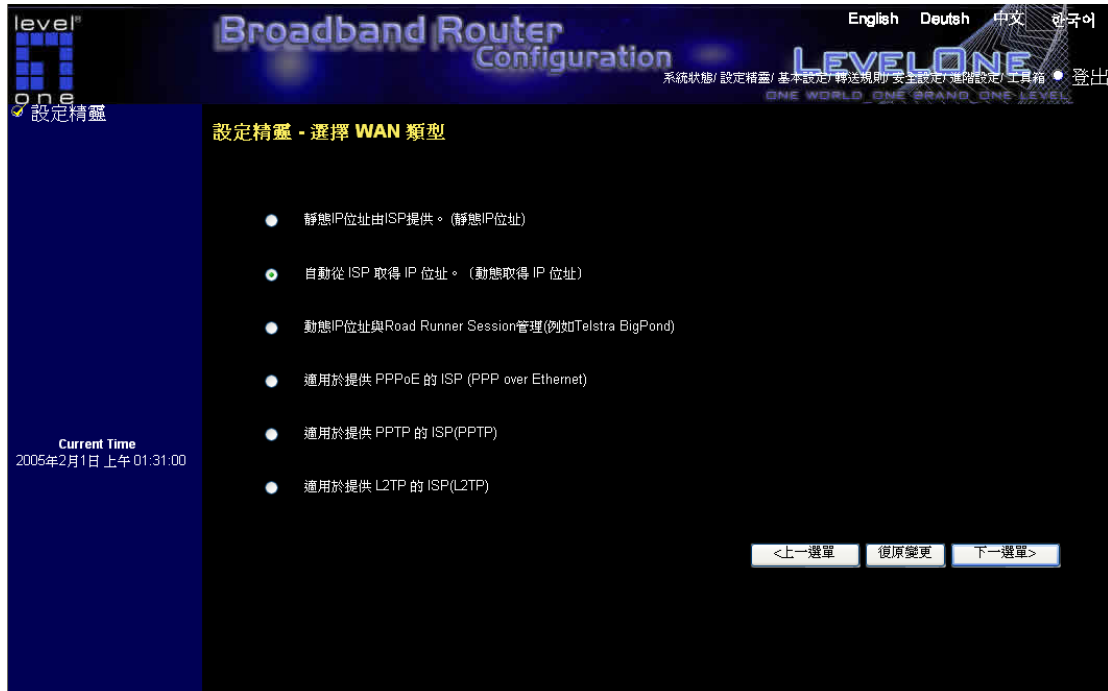 level®
one
Broadband Router
Configuration
English Deutsh 中文 한국어
LEVELONE
系統狀態/ 設定精靈/ 基本設定/ 轉送規則/ 安全設定/ 進階設定/ 工具箱 登出
ONE WORLD ONE BRAND ONE LEVEL
設定精靈
設定精靈 - 選擇 WAN 類型
靜態IP位址由ISP提供。(靜態IP位址)
自動從 ISP 取得 IP 位址。〔動態取得 IP 位址〕
動態IP位址與Road Runner Session管理(例如Telstra BigPond)
適用於提供 PPPoE 的 ISP (PPP over Ethernet)
適用於提供 PPTP 的 ISP(PPTP)
適用於提供 L2TP 的 ISP(L2TP)
Current Time
2005年2月1日 上午 01:31:00
<上一選單 復原變更 下一選單>